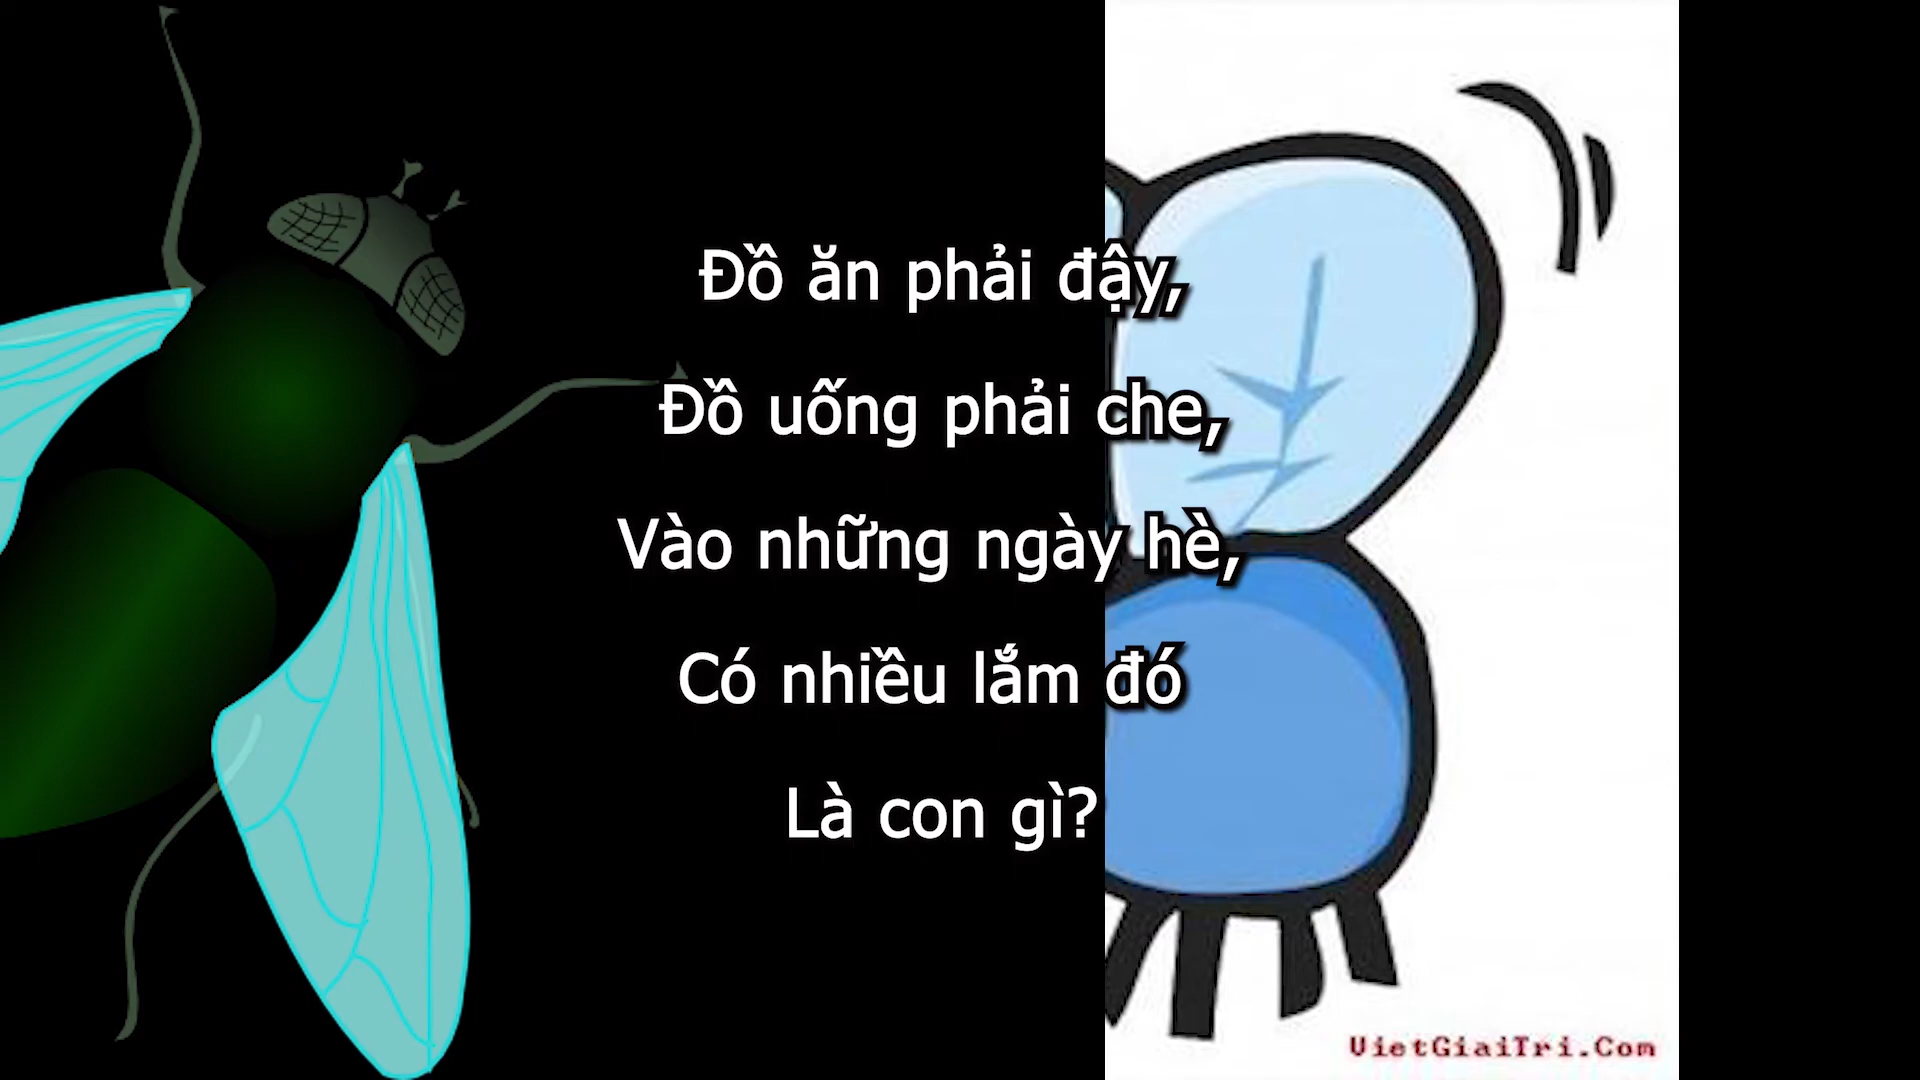 Đồ ăn phải đậy,
Đồ uống phải che,
Vào những ngày hè,
Có nhiều lắm đó
Là con gì?
VietGiaiTri.Com